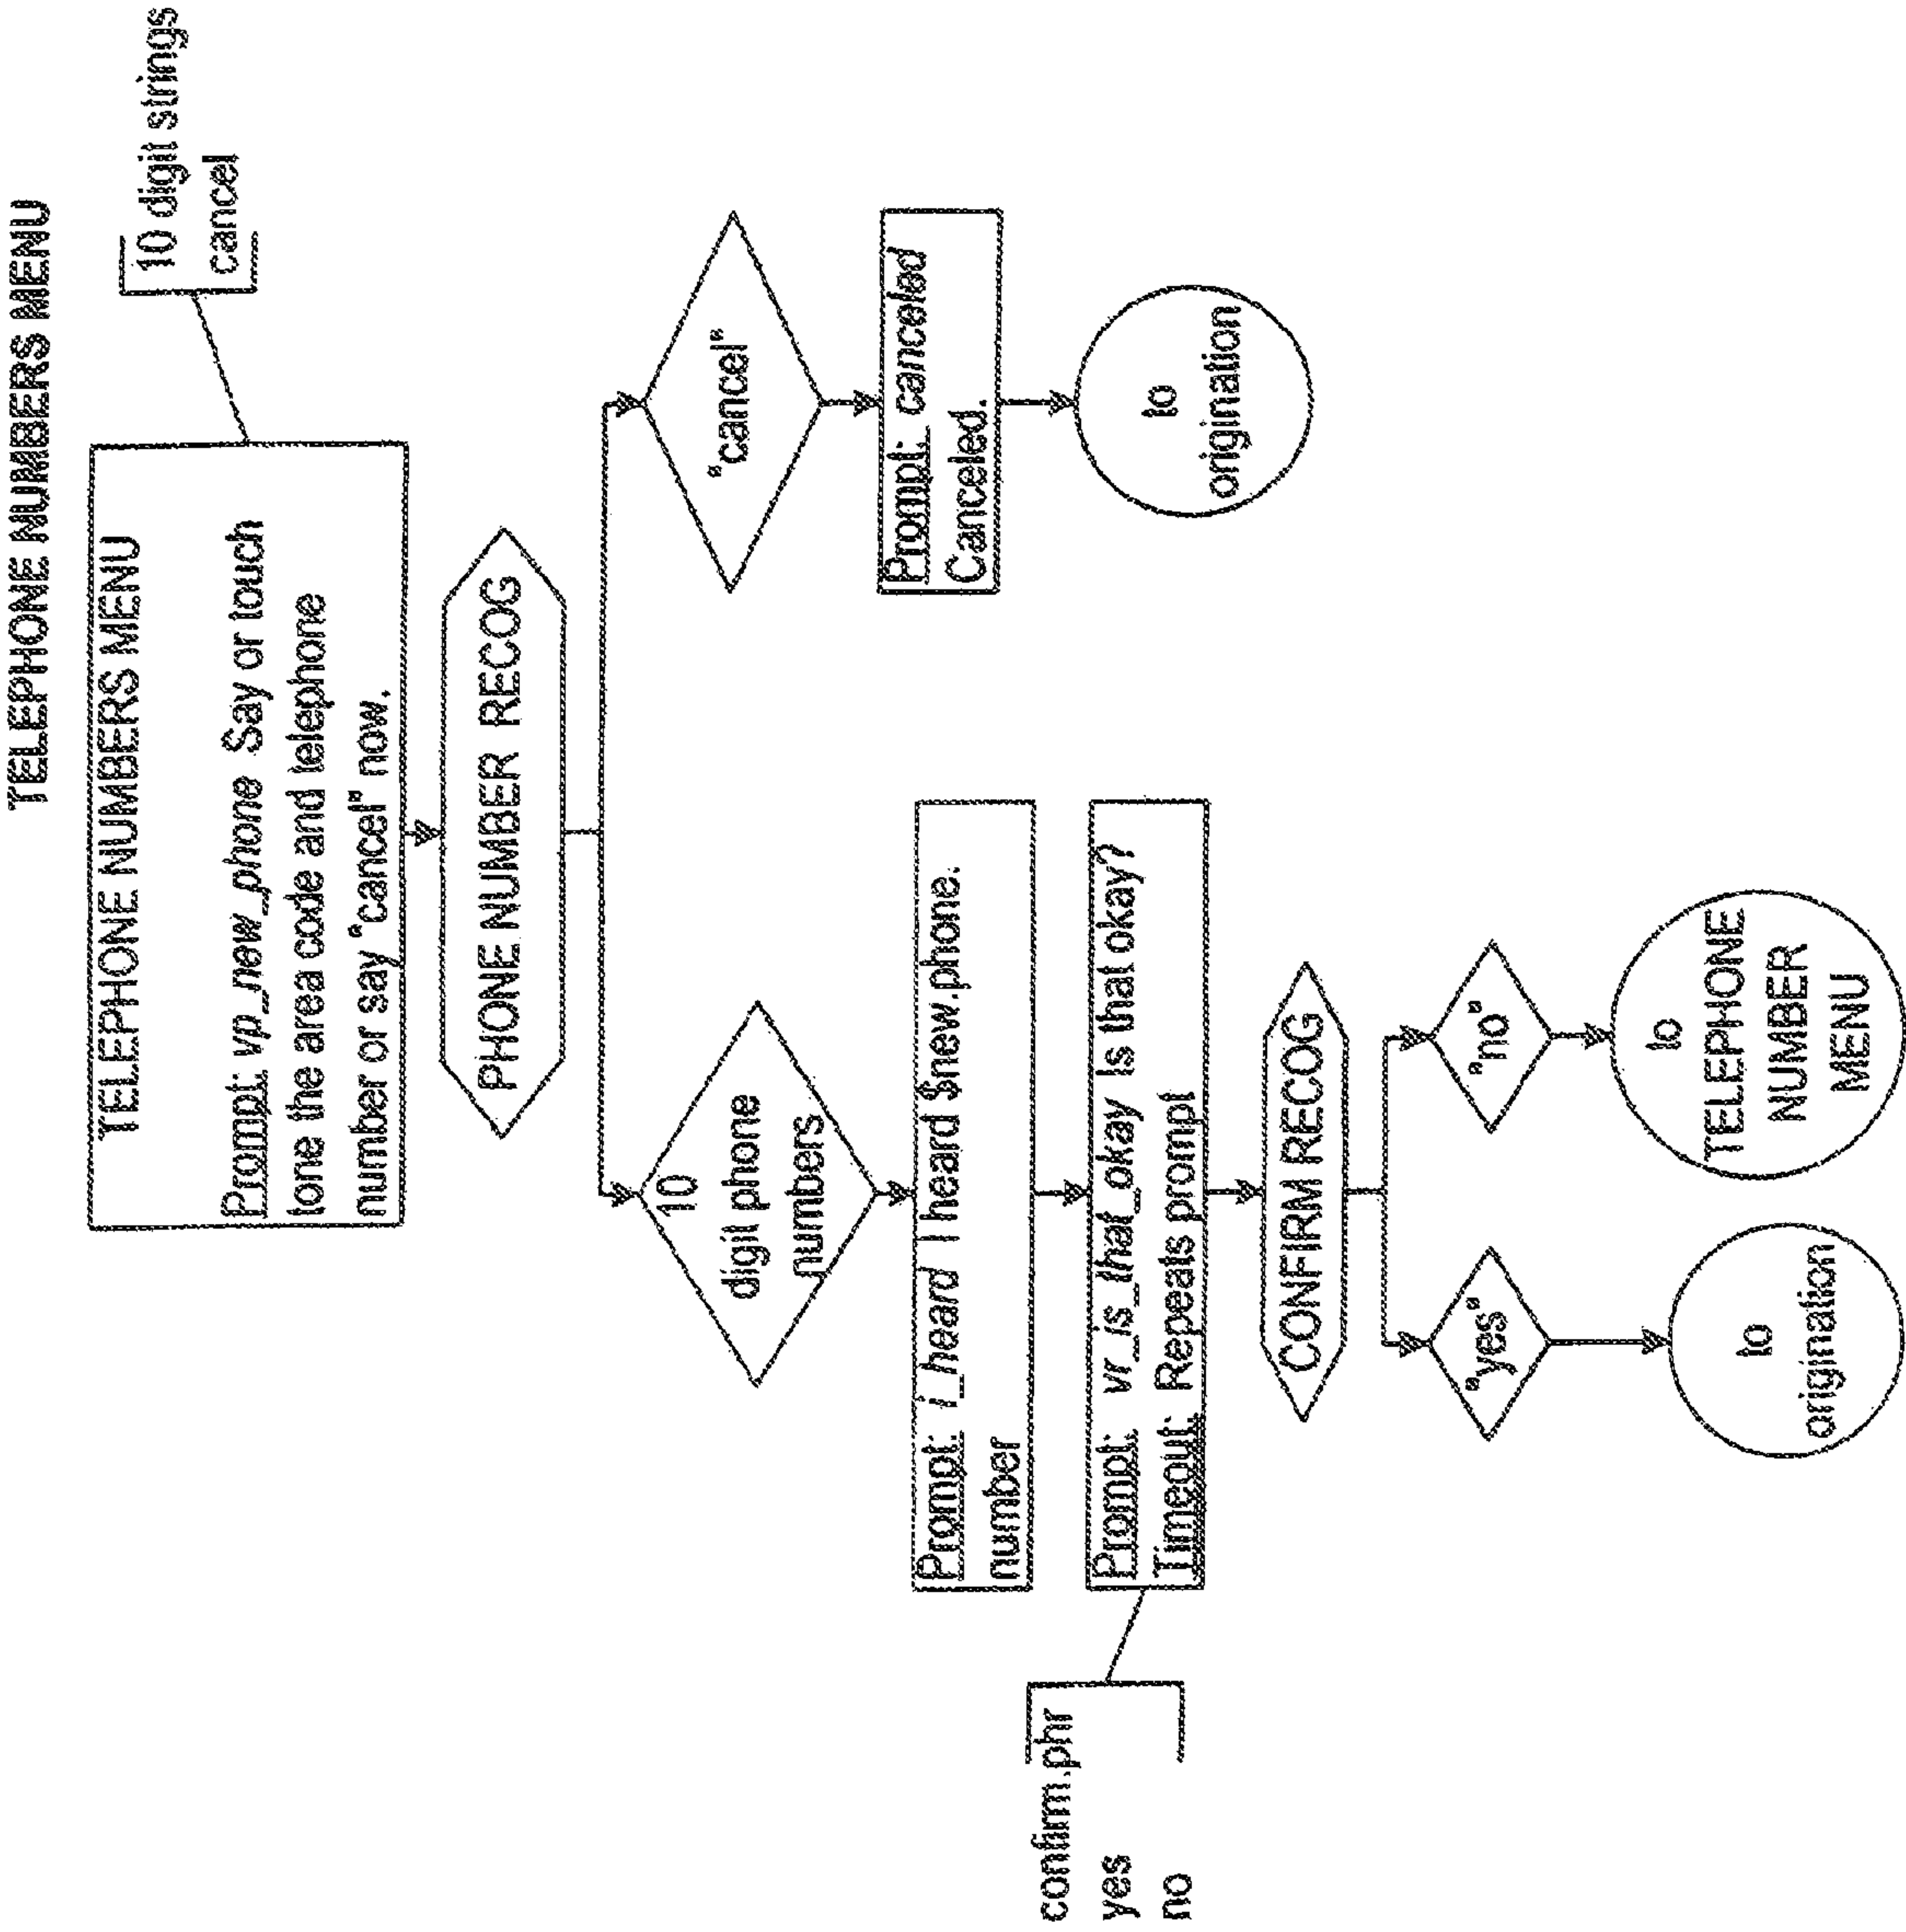 TELEPHONE NUMBERS MENU
10 digit strings
cancel
TELEPHONE NUMBERS MENU
Prompt: vp_new_phone Say or touch
tone the area code and telephone
number or say "cancel" now.
PHONE NUMBER RECOG
10
digit phone
numbers
"cancel"
Prompt: i_heard I heard $new.phone.
number
Prompt: canceled
Canceled.
to
origination
confirm.phr
yes
no
Prompt: vr_is_that_okay Is that okay?
Timeout: Repeats prompt
CONFIRM RECOG
"yes"
"no"
to
origination
to
TELEPHONE
NUMBER
MENU